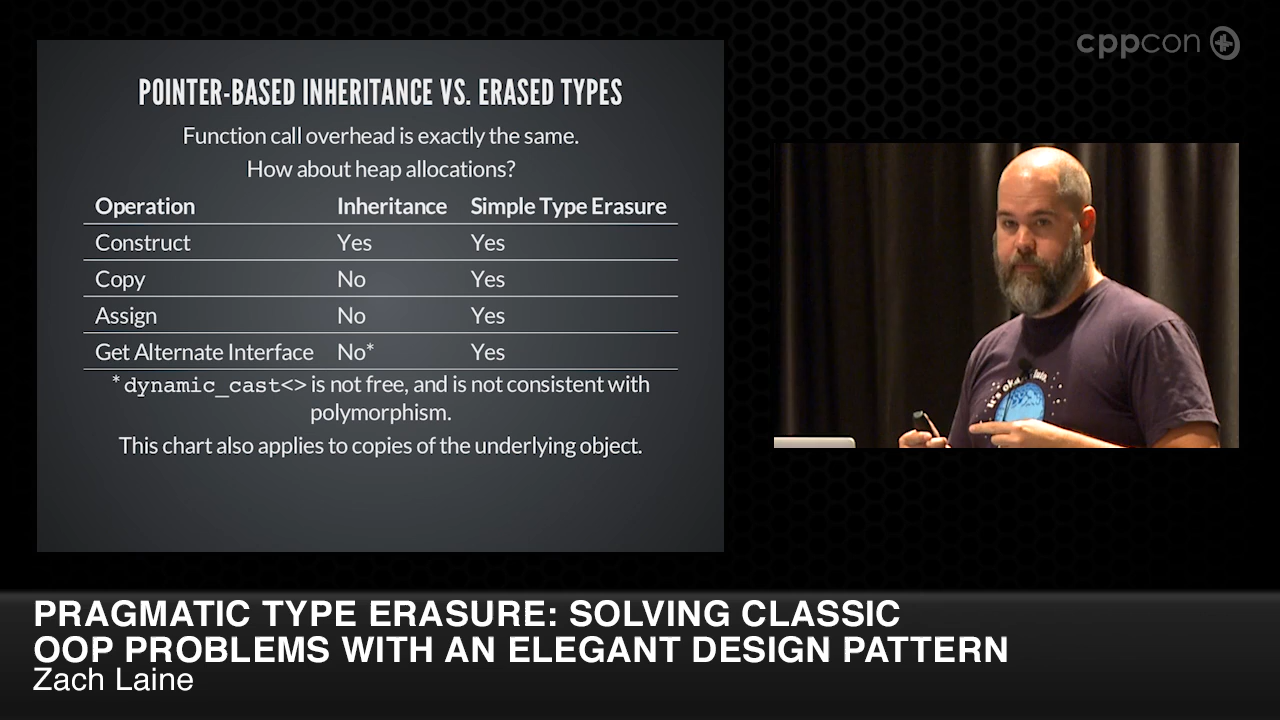 cppcon
POINTER-BASED INHERITANCE VS. ERASED TYPES
Function call overhead is exactly the same.
How about heap allocations?
Operation Inheritance Simple Type Erasure
Construct Yes Yes
Copy No Yes
Assign No Yes
Get Alternate Interface No* Yes
* dynamic_cast<> is not free, and is not consistent with
polymorphism.
This chart also applies to copies of the underlying object.
It's okay
PRAGMATIC TYPE ERASURE: SOLVING CLASSIC
OOP PROBLEMS WITH AN ELEGANT DESIGN PATTERN
Zach Laine